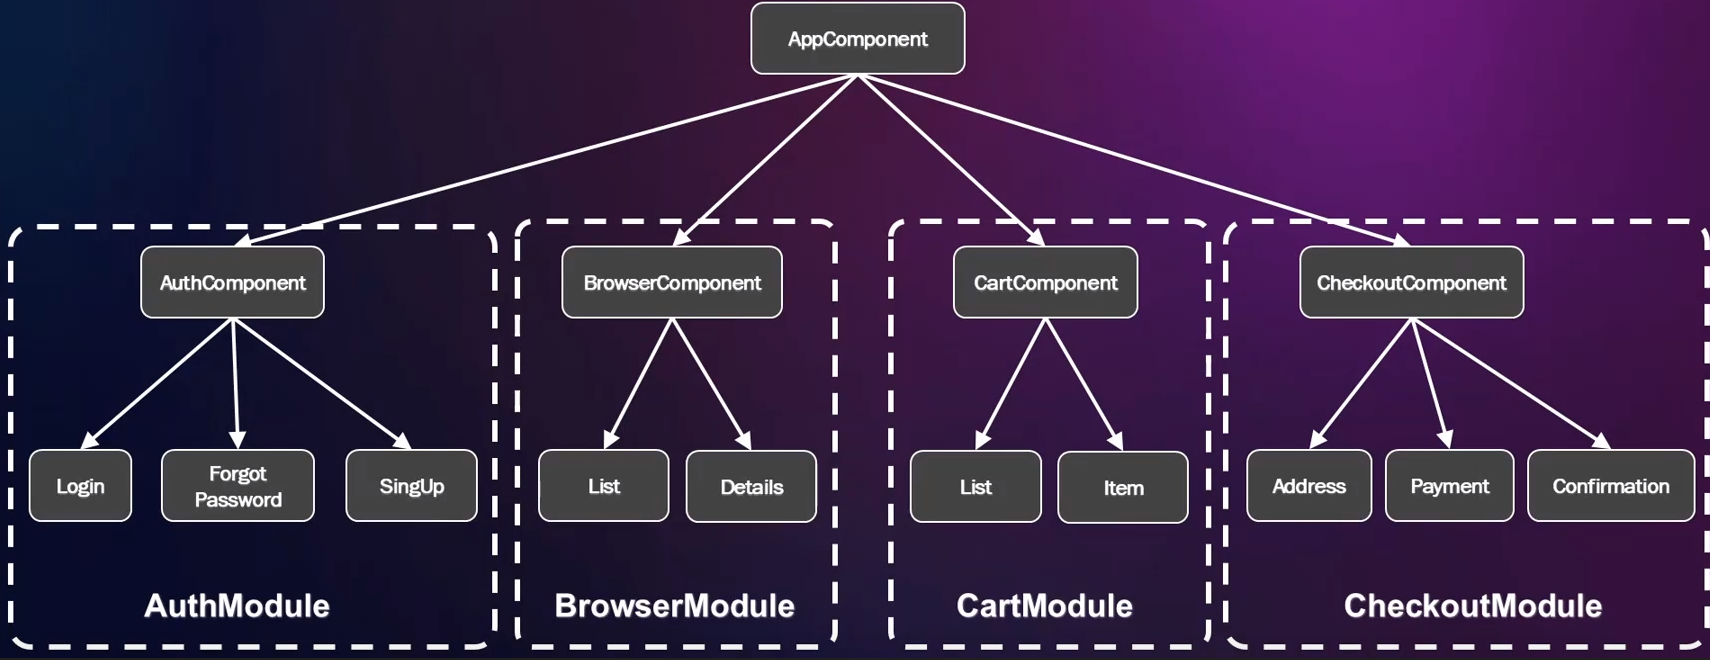 AppComponent
AuthComponent
BrowserComponent
CartComponent
CheckoutComponent
Login
Forgot
Password
SingUp
List
Details
List
Item
Address
Payment
Confirmation
AuthModule
BrowserModule
CartModule
CheckoutModule